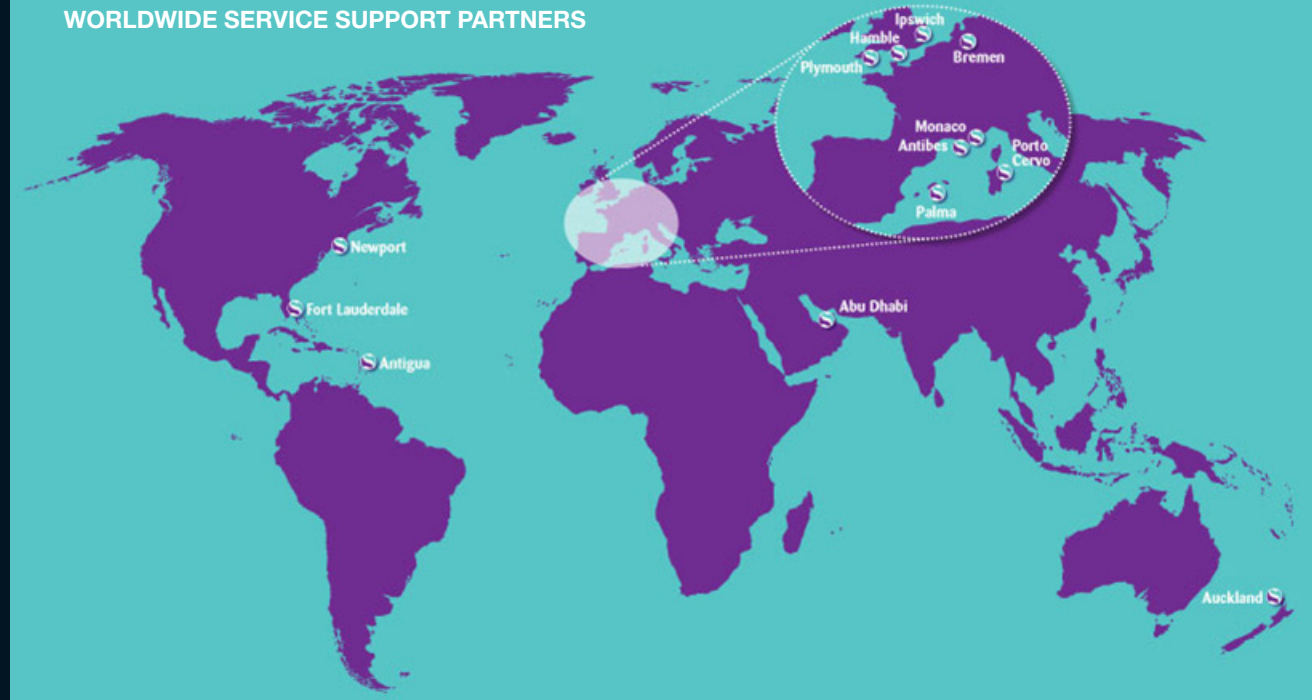 WORLDWIDE SERVICE SUPPORT PARTNERS
Ipswich
Hamble
Plymouth
Bremen
Monaco
Antibes
Porto
Cervo
Palma
Newport
Fort Lauderdale
Antigua
Abu Dhabi
Auckland